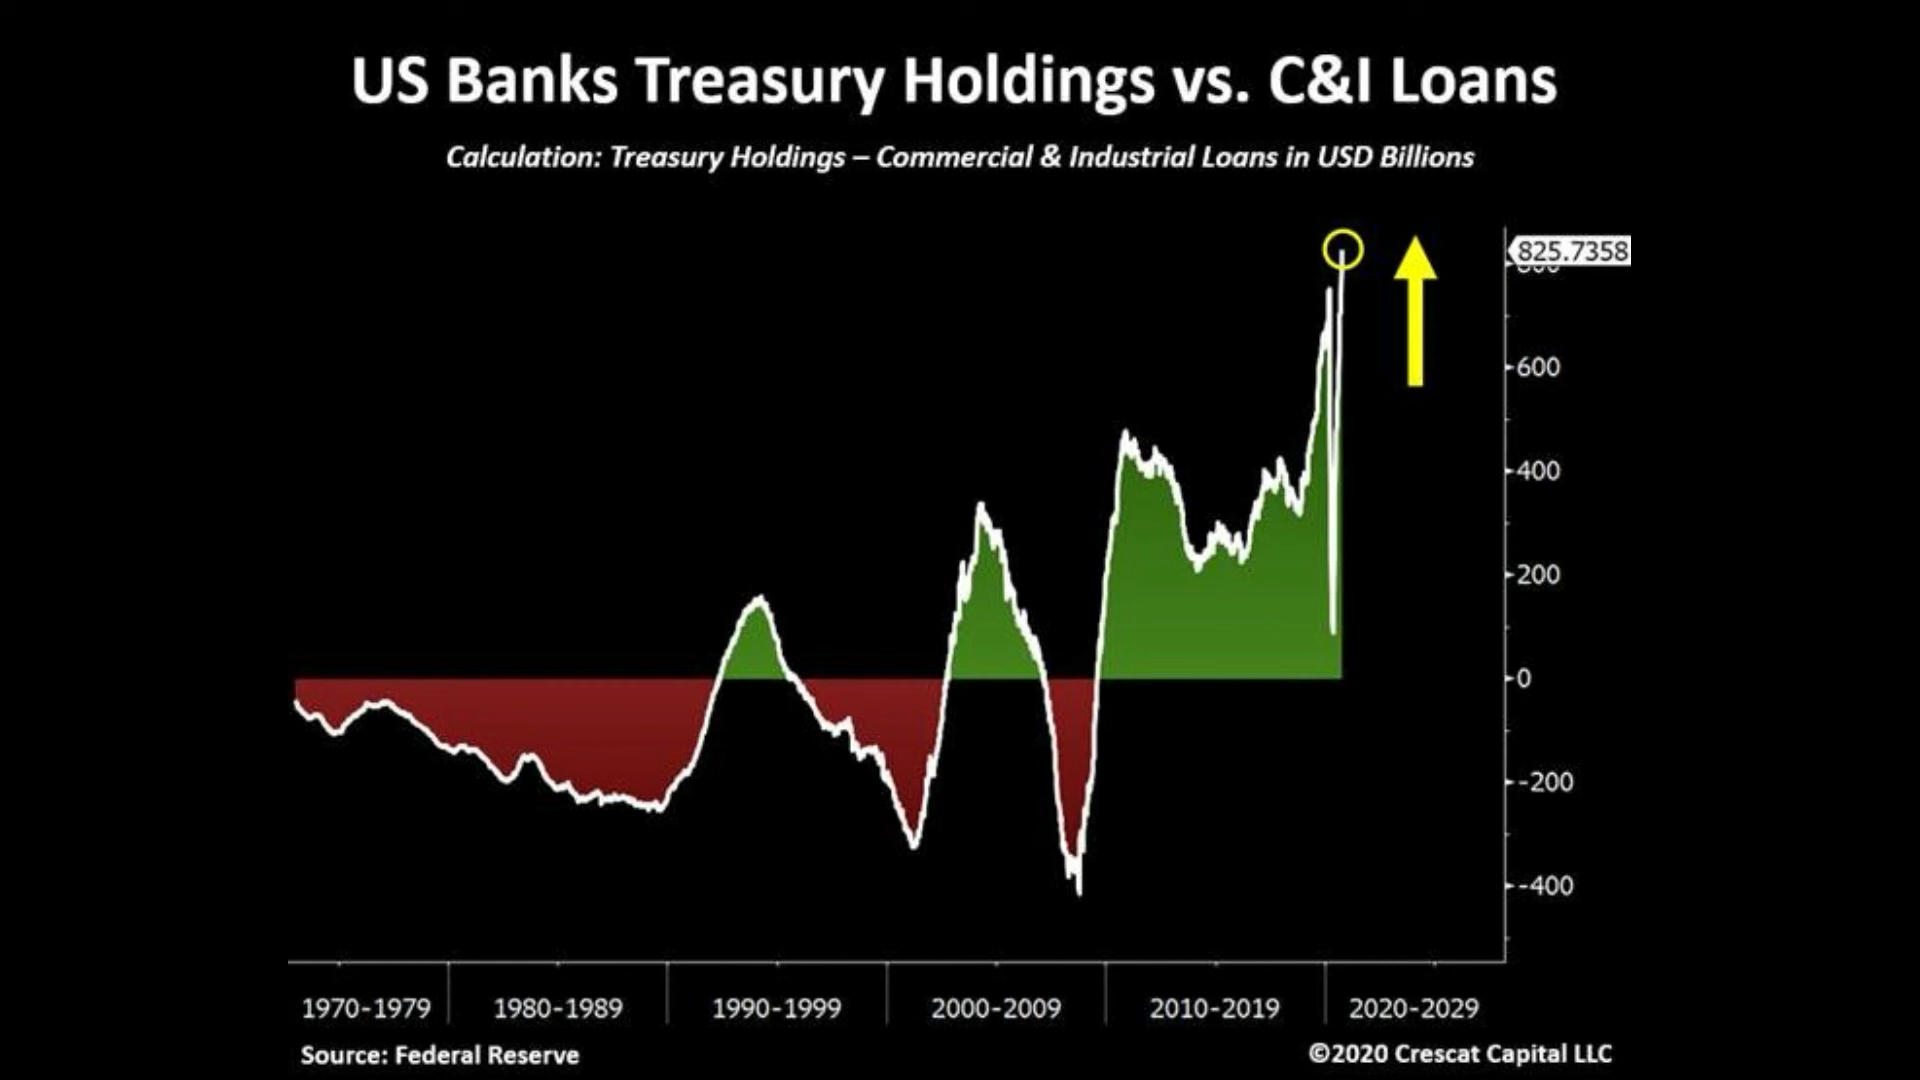 US Banks Treasury Holdings vs. C&I Loans
Calculation: Treasury Holdings – Commercial & Industrial Loans in USD Billions
825.7358
600
400
200
0
-200
-400
1970-1979 1980-1989 1990-1999 2000-2009 2010-2019 2020-2029
Source: Federal Reserve ©2020 Crescat Capital LLC